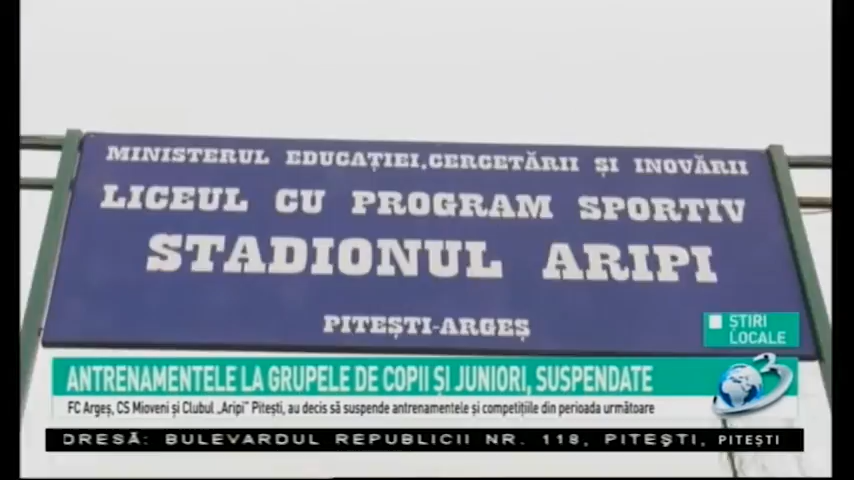 MINISTERUL EDUCAȚIEI,CERCETĂRII ȘI INOVĂRII
LICEUL CU PROGRAM SPORTIV
STADIONUL ARIPI
PITEȘTI-ARGEȘ
ȘTIRI
LOCALE
ANTRENAMENTELE LA GRUPELE DE COPII ȘI JUNIORI, SUSPENDATE
3
FC Argeș, CS Mioveni și Clubul „Aripi” Pitești, au decis să suspende antrenamentele și competițiile din perioada următoare
DRESĂ: BULEVARDUL REPUBLICII NR. 118, PITEȘTI, PITEȘTI